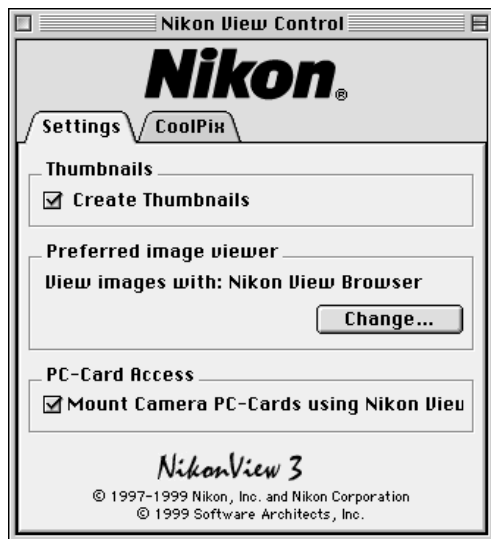 Nikon View Control
Nikon®
Settings
CoolPix
Thumbnails
Create Thumbnails
Preferred image viewer
View images with: Nikon View Browser
Change...
PC-Card Access
Mount Camera PC-Cards using Nikon View
NikonView 3
© 1997-1999 Nikon, Inc. and Nikon Corporation
© 1999 Software Architects, Inc.